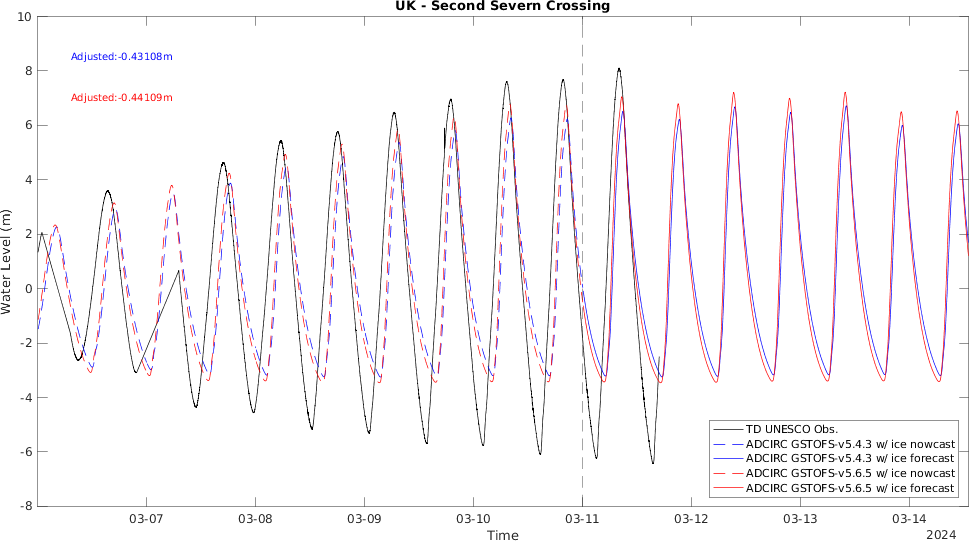 UK - Second Severn Crossing
10
8
6
4
2
0
-2
-4
-6
-8
Water Level (m)
Adjusted:-0.43108m
Adjusted:-0.44109m
TD UNESCO Obs.
ADCIRC GSTOFS-v5.4.3 w/ ice nowcast
ADCIRC GSTOFS-v5.4.3 w/ ice forecast
ADCIRC GSTOFS-v5.6.5 w/ ice nowcast
ADCIRC GSTOFS-v5.6.5 w/ ice forecast
03-07 03-08 03-09 03-10 03-11 03-12 03-13 03-14
Time
2024